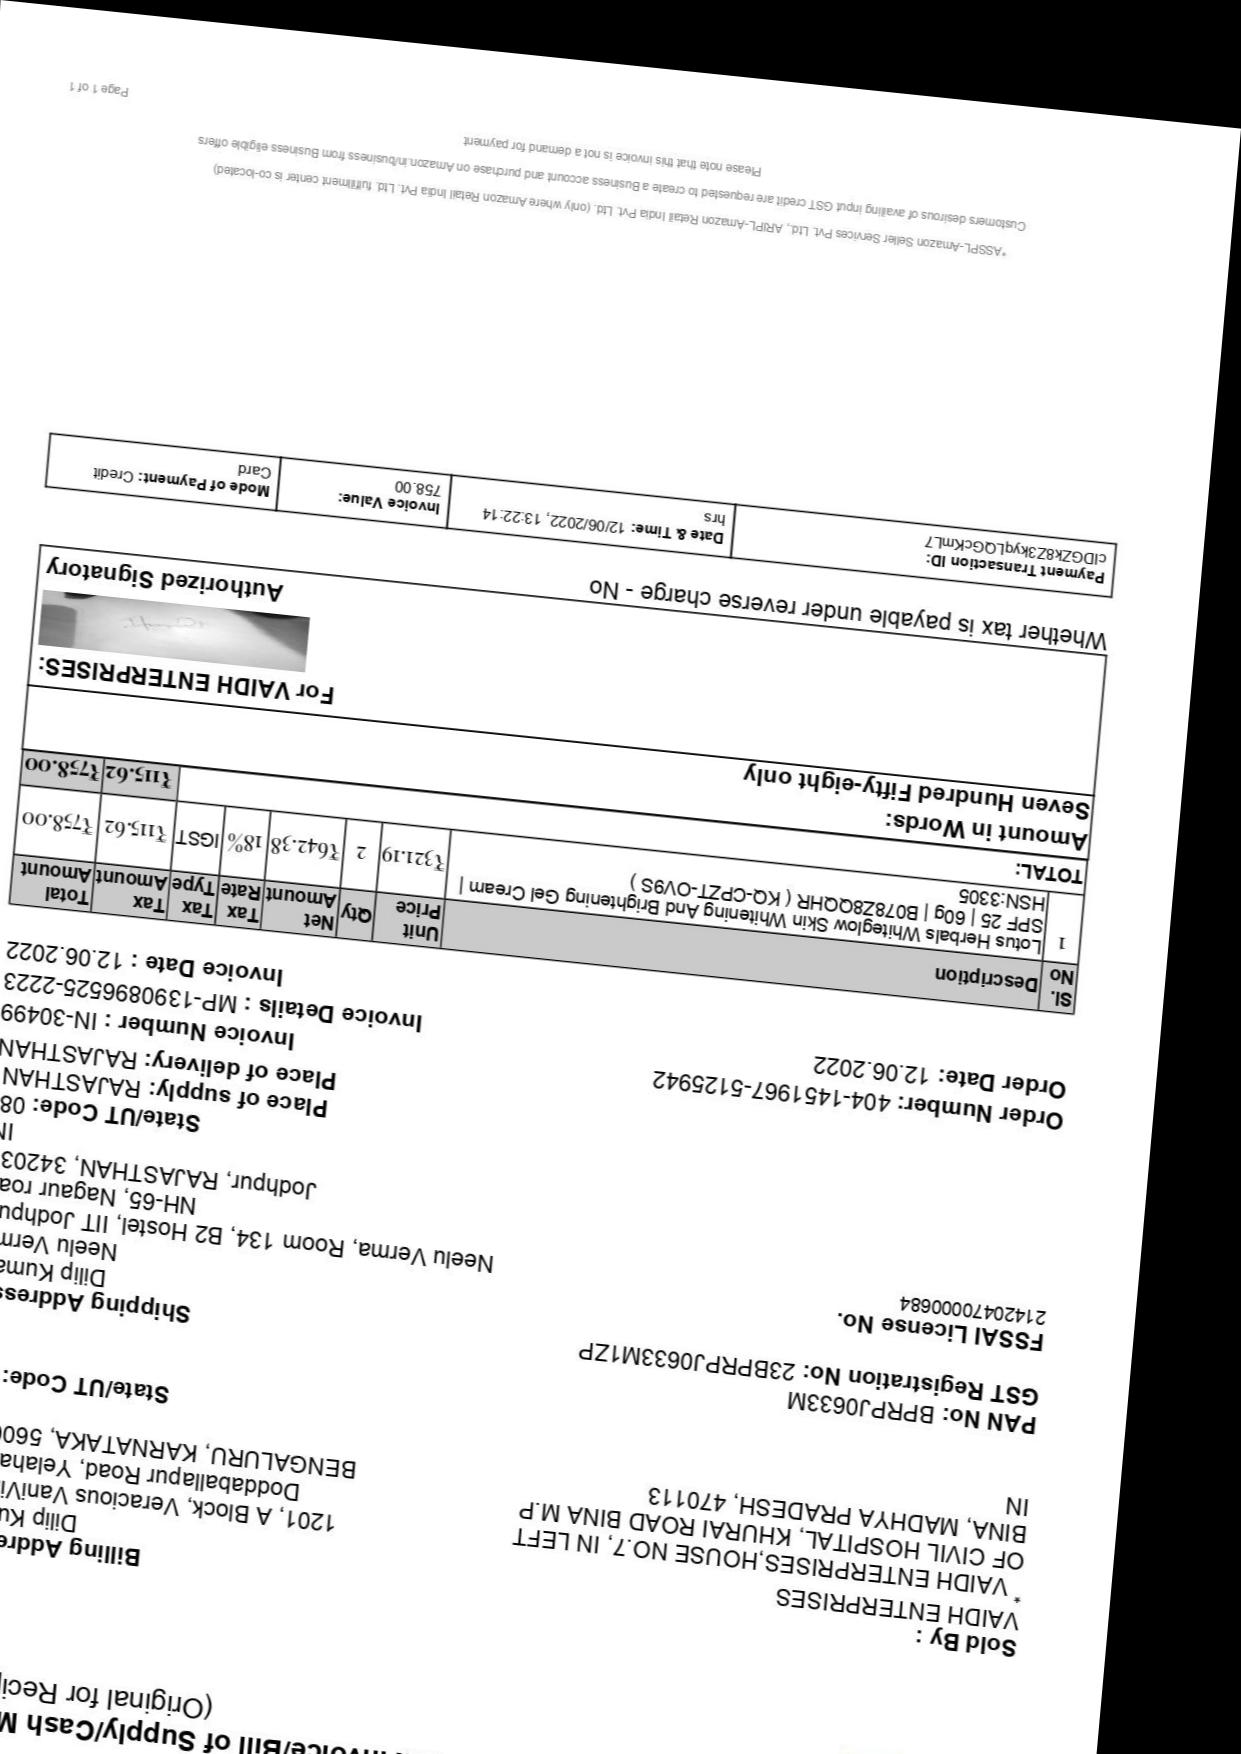 Invoice/Bill of Supply/Cash
(Original for
Sold By :
VAIDH ENTERPRISES
* VAIDH ENTERPRISES,HOUSE NO.7, IN LEFT
OF CIVIL HOSPITAL, KHURAI ROAD BINA M.P
BINA, MADHYA PRADESH, 470113
IN
PAN No: BPRPJ0633M
GST Registration No: 23BPRPJ0633M1ZP
FSSAI License No.
21420470000684
Order Number: 404-1451967-5125942
Order Date: 12.06.2022
Billing
Dilip
1201, A Block, Veracious
Doddaballapur Road,
BENGALURU, KARNATAKA,
State/UT Code:
Shipping Address
Dilip
Neelu
Neelu Verma, Room 134, B2 Hostel, IIT
NH-65, Nagaur
Jodhpur, RAJASTHAN,
IN
State/UT Code: 08
Place of supply: RAJASTHAN
Place of delivery: RAJASTHAN
Invoice Number : IN-30499
Invoice Details : MP-1390896525-2223
Invoice Date : 12.06.2022
Sl. No Description Unit Price Qty Net Amount Tax Rate Tax Type Tax Amount Total Amount
1 Lotus Herbals Whiteglow Skin Whitening And Brightening Gel Cream | ₹321.19 2 ₹642.38 18% IGST ₹115.62 ₹758.00
SPF 25 | 60g | B078Z8QQHR ( KQ-CPZT-OV9S )
HSN:3305
TOTAL: ₹115.62 ₹758.00
Amount in Words:
Seven Hundred Fifty-eight only
For VAIDH ENTERPRISES:
Authorized Signatory
Whether tax is payable under reverse charge - No
Payment Transaction ID:
clDGZk8Z3kyqLQGcKmL7
Date & Time: 12/06/2022, 13:22:14
hrs
Invoice Value:
758.00
Mode of Payment: Credit
Card
*ASSPL-Amazon Seller Services Pvt. Ltd., ARIPL-Amazon Retail India Pvt. Ltd. (only where Amazon Retail India Pvt. Ltd. fulfillment center is co-located)
Customers desirous of availing input GST credit are requested to create a Business account and purchase on Amazon.in/business from Business eligible offers
Please note that this invoice is not a demand for payment
Page 1 of 1